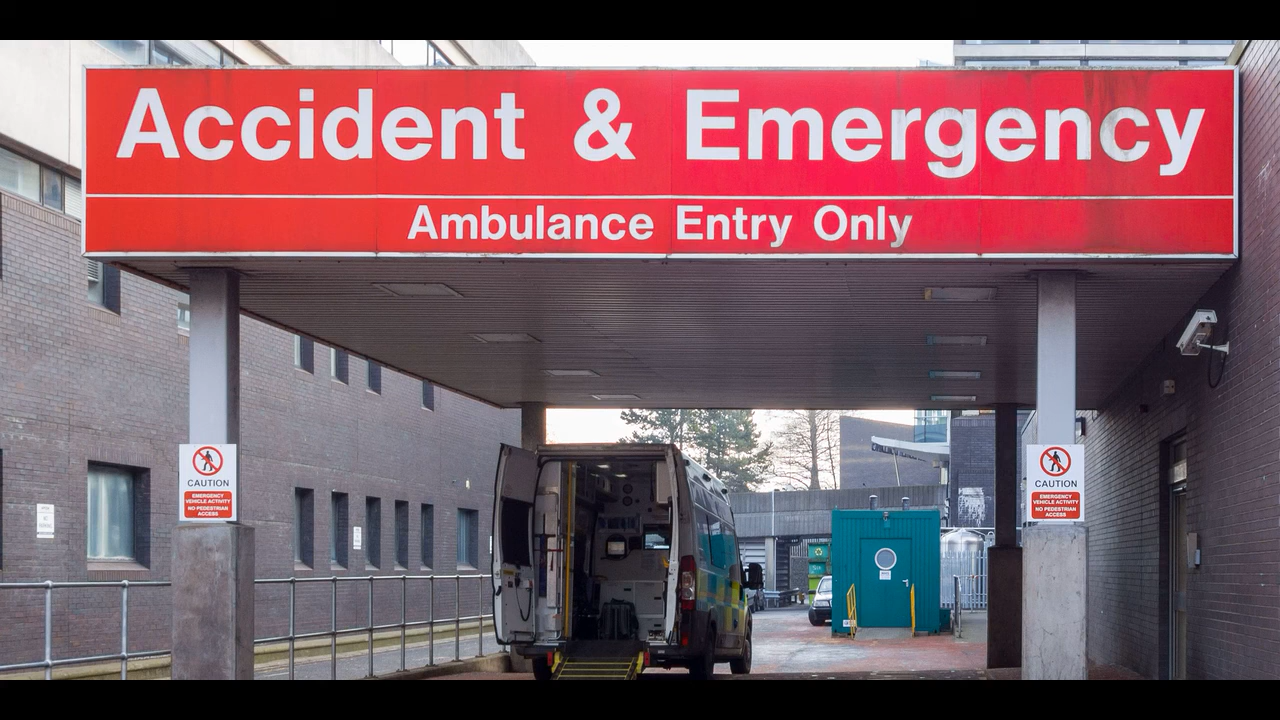 Accident & Emergency
Ambulance Entry Only
CAUTION
EMERGENCY
VEHICLE ACTIVITY
NO PEDESTRIAN
ACCESS
CAUTION
EMERGENCY
VEHICLE ACTIVITY
NO PEDESTRIAN
ACCESS